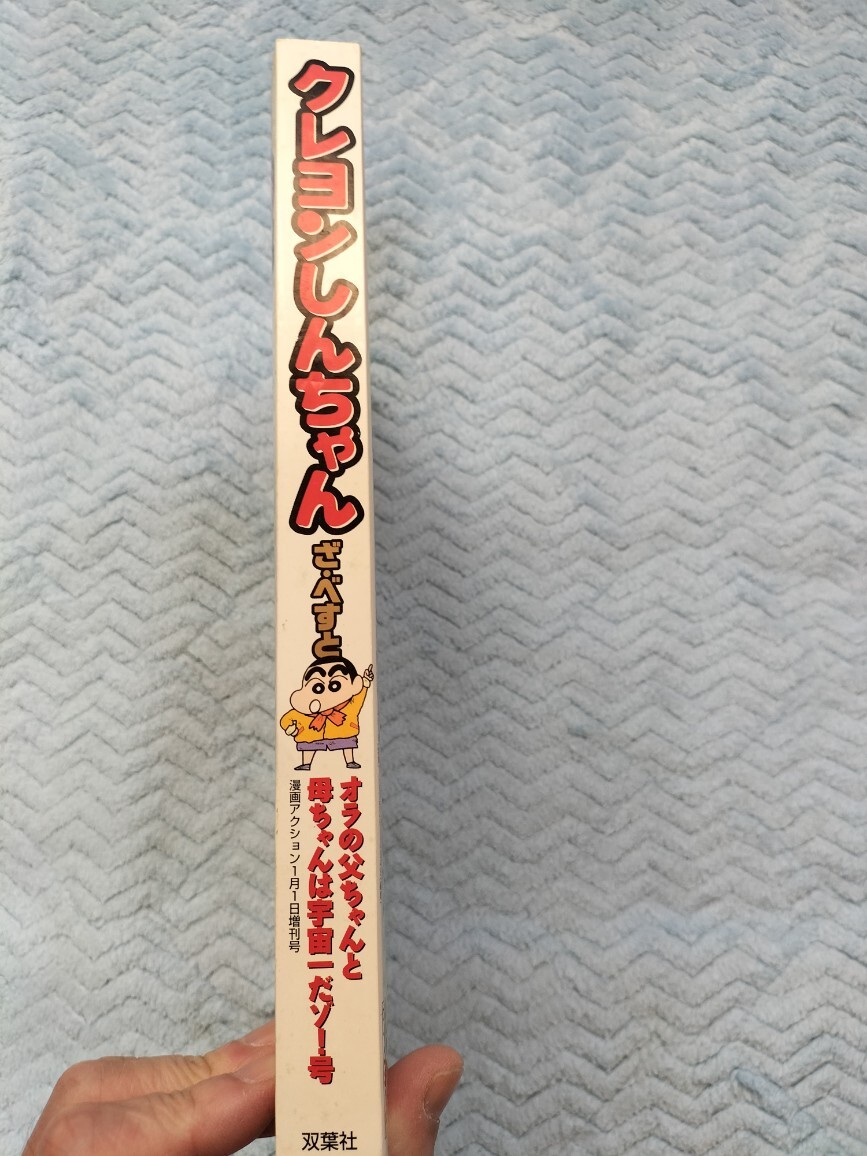 クレヨンしんちゃん
ざ・べすと
オラの父ちゃんと
母ちゃんは宇宙一だゾ!号
漫画アクション1月1日増刊号
双葉社